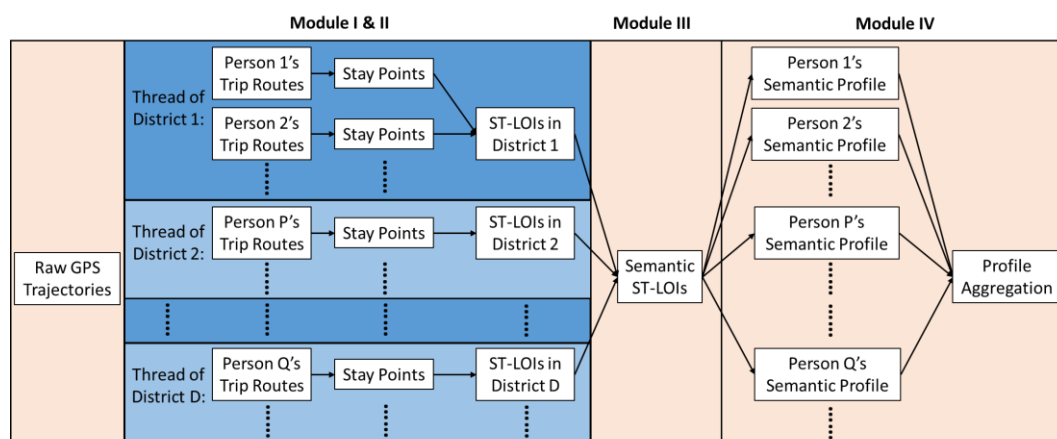 Module I & II
Module III
Module IV
Raw GPS
Trajectories
Thread of
District 1:
Person 1's
Trip Routes
Stay Points
Person 2's
Trip Routes
Stay Points
ST-LOIs in
District 1
Thread of
District 2:
Person P's
Trip Routes
Stay Points
ST-LOIs in
District 2
Thread of
District D:
Person Q's
Trip Routes
Stay Points
ST-LOIs in
District D
Semantic
ST-LOIs
Person 1's
Semantic Profile
Person 2's
Semantic Profile
Person P's
Semantic Profile
Person Q's
Semantic Profile
Profile
Aggregation